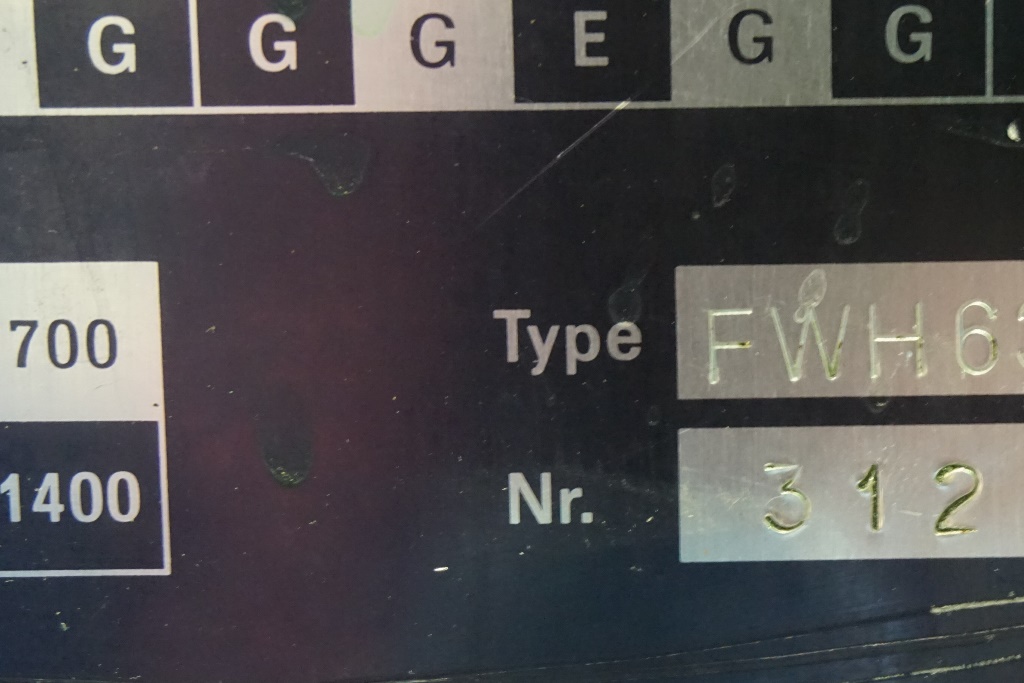 G G G E G G
700 Type FWH6
1400 Nr. 312